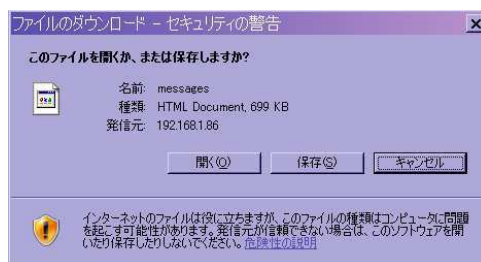 ファイルのダウンロード - セキュリティの警告
このファイルを開くか、または保存しますか?
名前: messages
種類: HTML Document, 699 KB
発信元: 192.168.1.86
開く(O) 保存(S) キャンセル
インターネットのファイルは役に立ちますが、このファイルの種類はコンピュータに問題
を起こす可能性があります。発信元が信頼できない場合は、このソフトウェアを開
いたり保存したりしないでください。危険性の説明